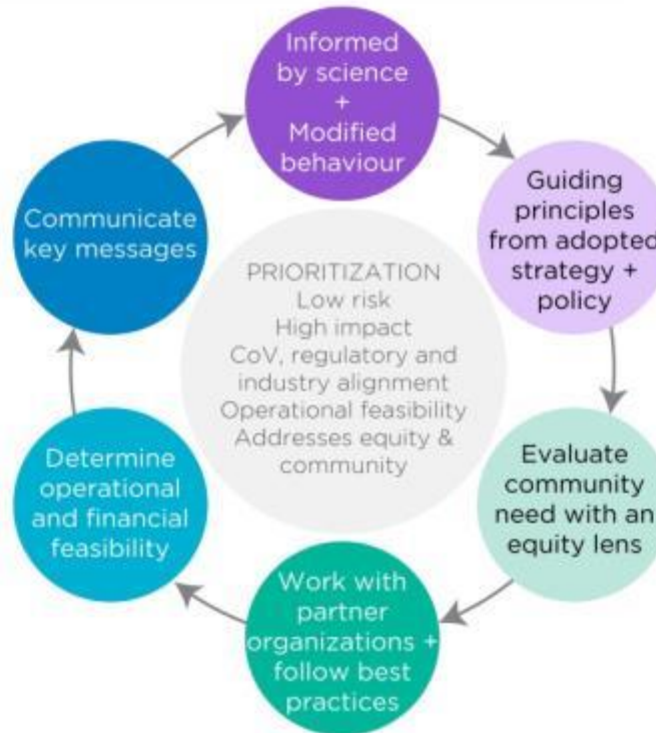 Informed
by science
+
Modified
behaviour
Guiding
principles
from adopted
strategy +
policy
Evaluate
community
need with an
equity lens
Work with
partner
organizations +
follow best
practices
Determine
operational
and financial
feasibility
Communicate
key messages
PRIORITIZATION
Low risk
High impact
CoV, regulatory and
industry alignment
Operational feasibility
Addresses equity &
community